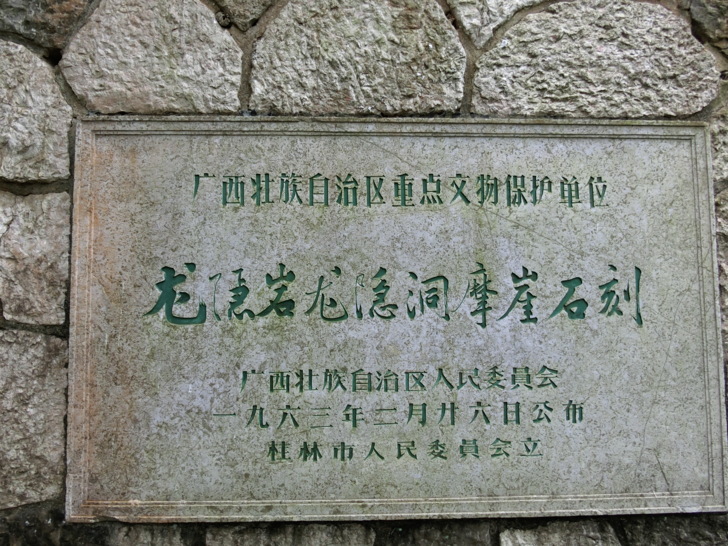 广西壮族自治区重点文物保护单位
龙隐岩龙隐洞摩崖石刻
广西壮族自治区人民委員会
一九六三年二月廿六日公布
桂林市人民委員会立